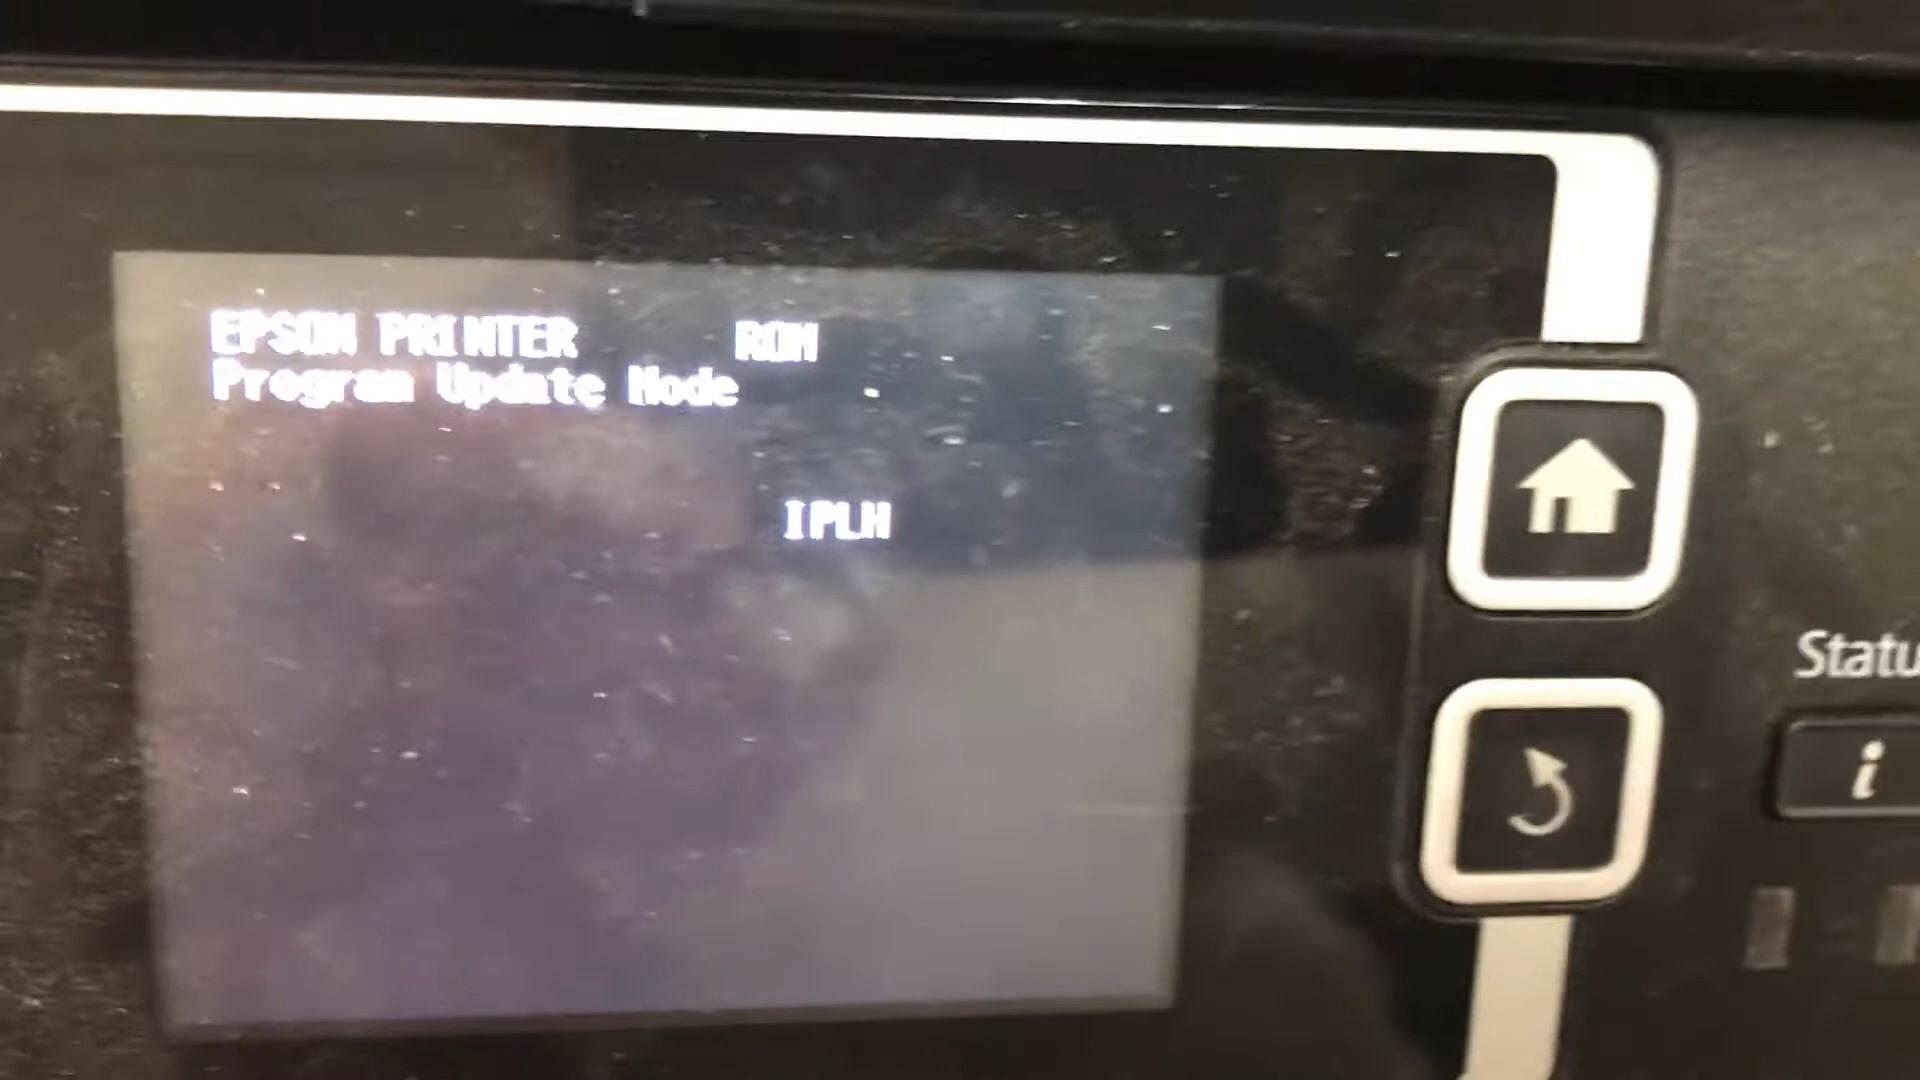 EPSON PRINTER ROM
Program Update Mode
IPLH
Statu
i